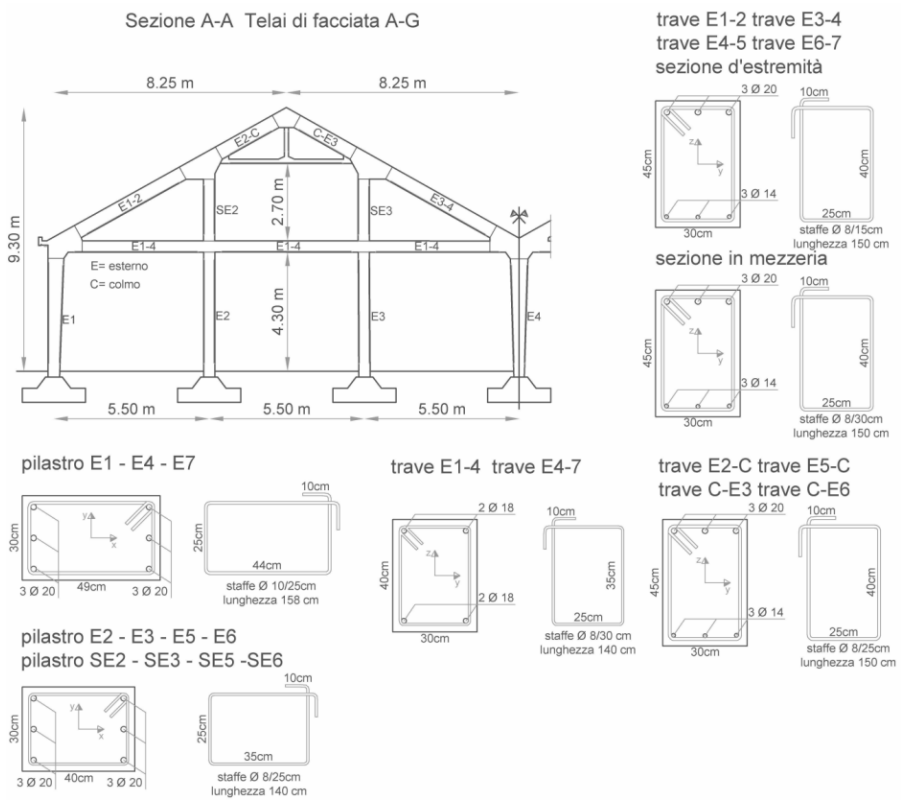 Sezione A-A Telai di facciata A-G
8.25 m
8.25 m
9.30 m
E2-C
C-E3
E1-2
E3-4
SE2
SE3
2.70 m
E1-4
E1-4
E1-4
E= esterno
C= colmo
4.30 m
E1
E2
E3
E4
5.50 m
5.50 m
5.50 m
trave E1-2 trave E3-4
trave E4-5 trave E6-7
sezione d'estremità
3 Ø 20
10cm
45cm
z
y
40cm
3 Ø 14
30cm
25cm
staffe Ø 8/15cm
lunghezza 150 cm
sezione in mezzeria
3 Ø 20
10cm
45cm
z
y
40cm
3 Ø 14
30cm
25cm
staffe Ø 8/30cm
lunghezza 150 cm
pilastro E1 - E4 - E7
30cm
y
x
49cm
3 Ø 20
3 Ø 20
10cm
25cm
44cm
staffe Ø 10/25cm
lunghezza 158 cm
trave E1-4 trave E4-7
2 Ø 18
10cm
40cm
z
y
35cm
2 Ø 18
30cm
25cm
staffe Ø 8/30 cm
lunghezza 140 cm
trave E2-C trave E5-C
trave C-E3 trave C-E6
3 Ø 20
10cm
45cm
z
y
40cm
3 Ø 14
30cm
25cm
staffe Ø 8/25cm
lunghezza 150 cm
pilastro E2 - E3 - E5 - E6
pilastro SE2 - SE3 - SE5 -SE6
30cm
y
x
40cm
3 Ø 20
3 Ø 20
10cm
25cm
35cm
staffe Ø 8/25cm
lunghezza 140 cm